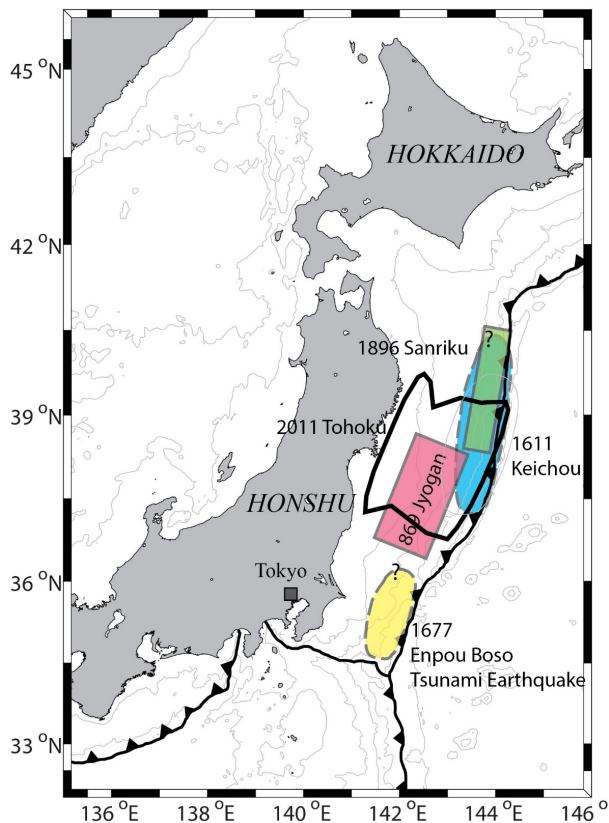 45 °N
HOKKAIDO
42 °N
?
1896 Sanriku
39 °N
2011 Tohoku
1611
Keichou
869 Jyogan
HONSHU
Tokyo
36 °N
?
1677
Enpou Boso
Tsunami Earthquake
33 °N
136 °E
138 °E
140 °E
142 °E
144 °E
146 °